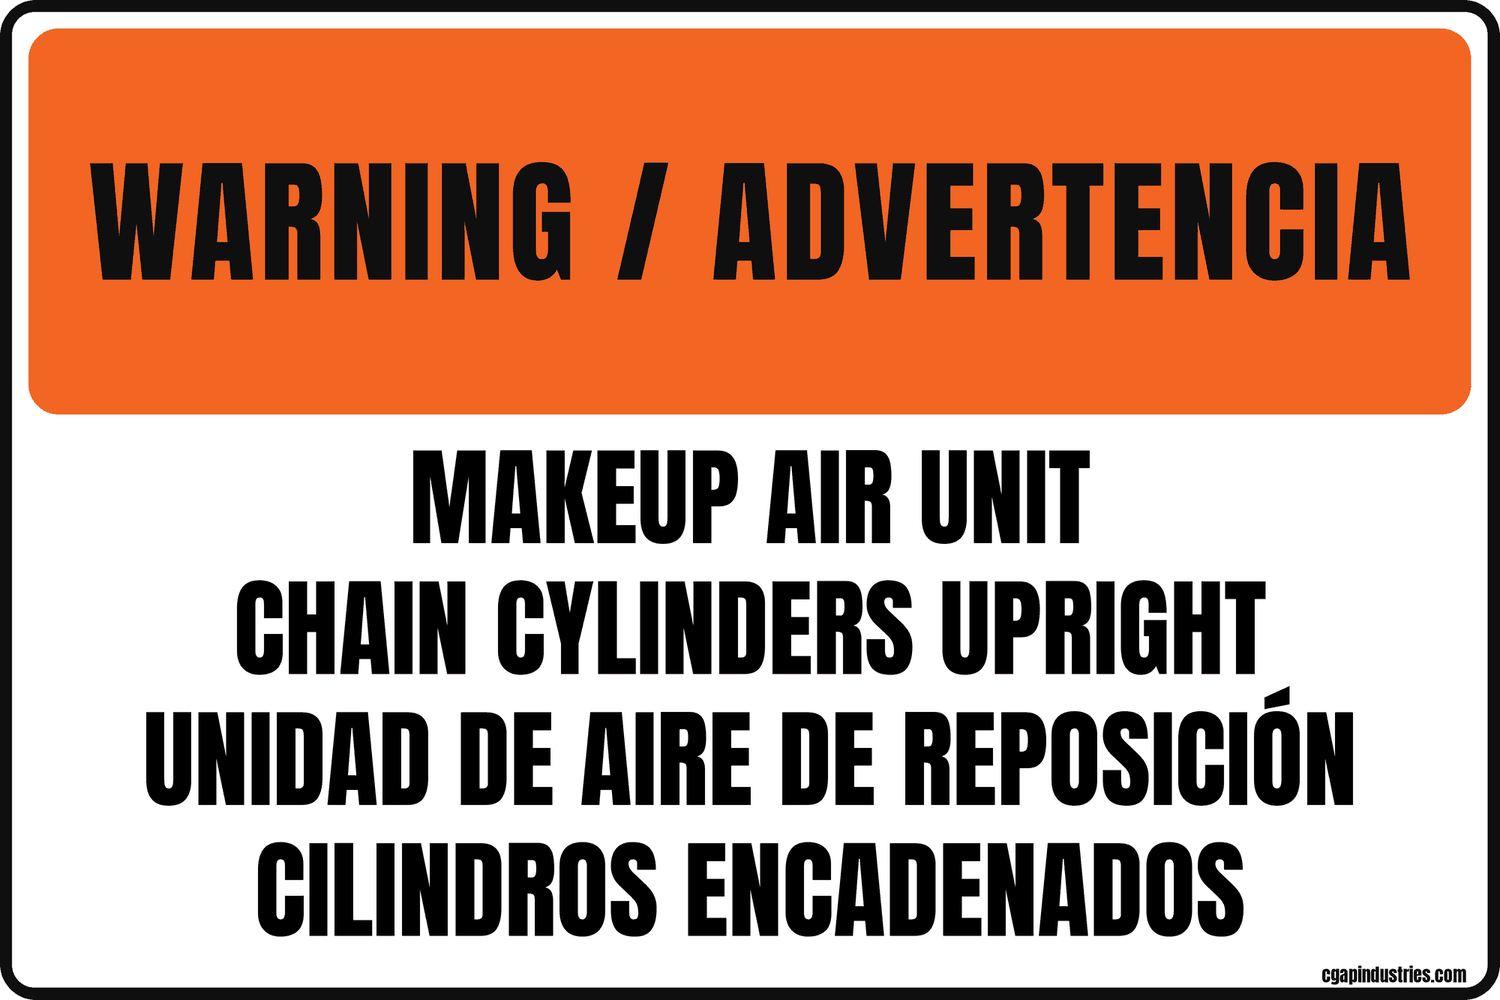 WARNING / ADVERTENCIA
MAKEUP AIR UNIT
CHAIN CYLINDERS UPRIGHT
UNIDAD DE AIRE DE REPOSICIÓN
CILINDROS ENCADENADOS
cgapindustries.com